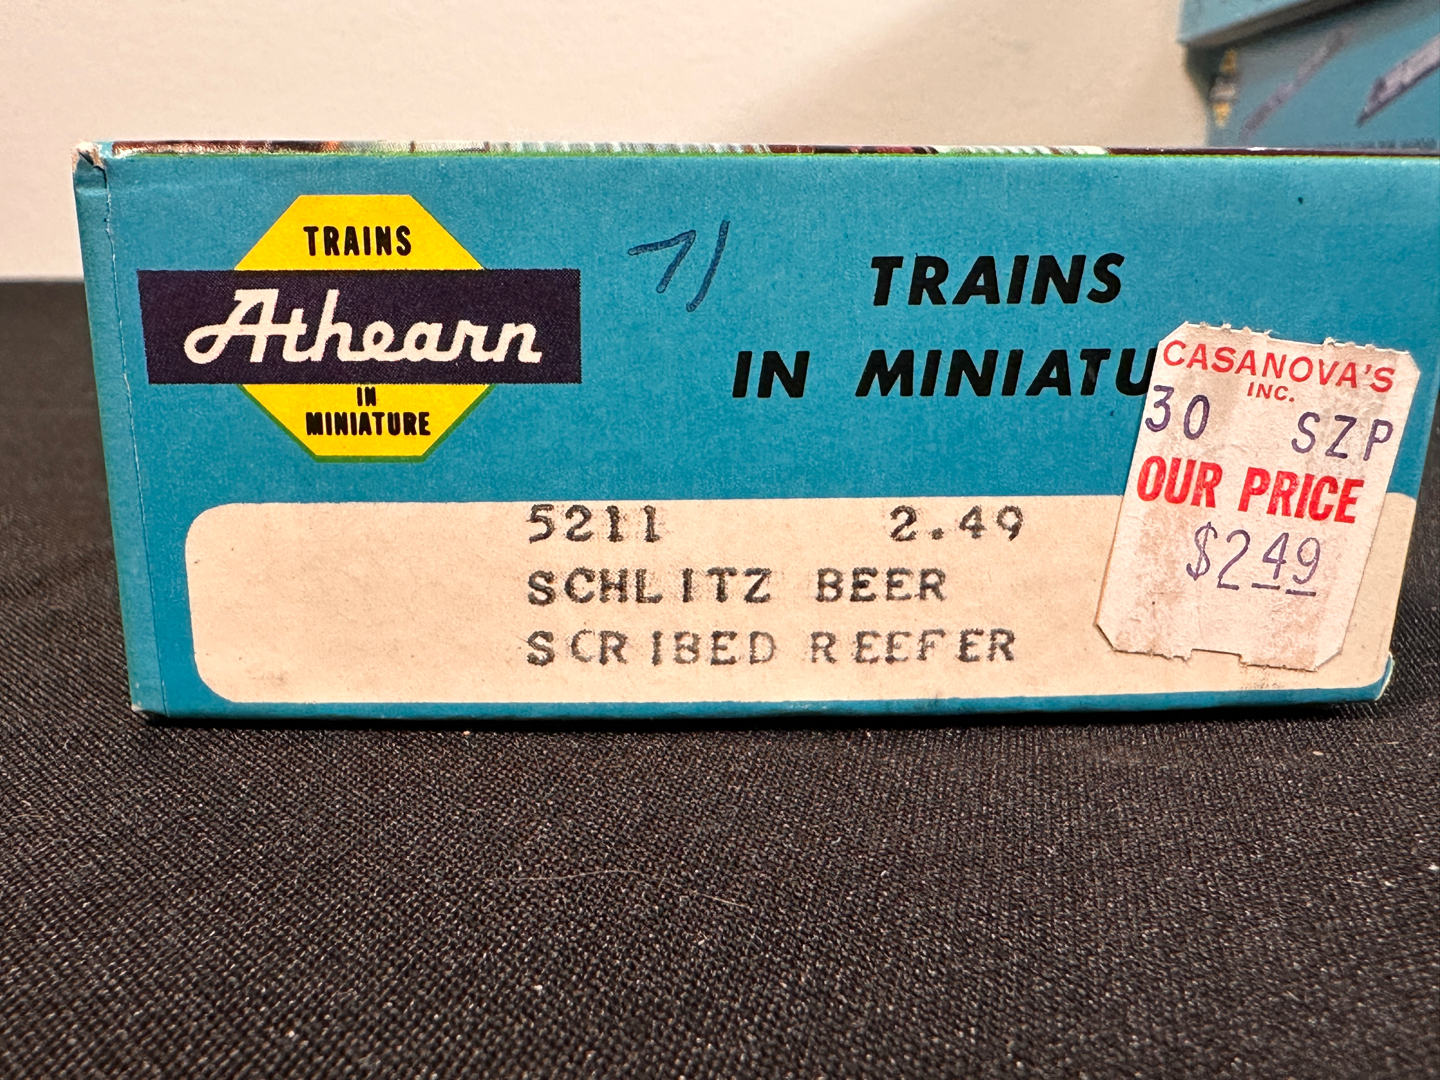 TRAINS
Athearn
IN
MINIATURE
71
TRAINS
IN MINIATU
CASANOVA'S
INC.
30 SZP
OUR PRICE
$2.49
5211 2.49
SCHLITZ BEER
SCRIBED REEFER